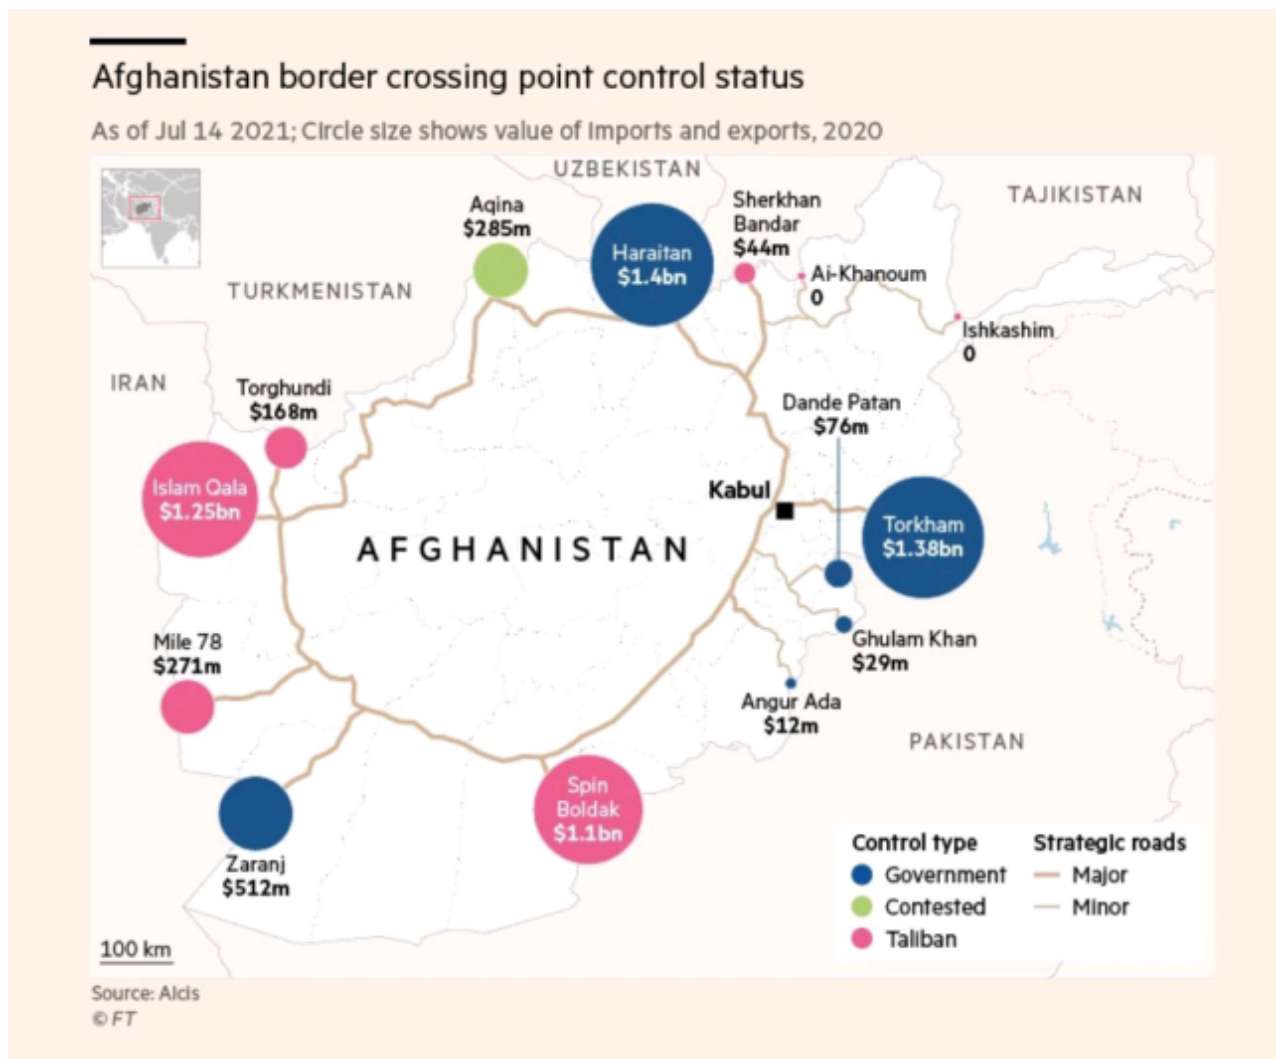 Afghanistan border crossing point control status
As of Jul 14 2021; Circle size shows value of imports and exports, 2020
UZBEKISTAN
TAJIKISTAN
TURKMENISTAN
IRAN
PAKISTAN
AFGHANISTAN
Kabul
Aqina
$285m
Haraitan
$1.4bn
Sherkhan
Bandar
$44m
Ai-Khanoum
0
Ishkashim
0
Torghundi
$168m
Islam Qala
$1.25bn
Dande Patan
$76m
Torkham
$1.38bn
Ghulam Khan
$29m
Angur Ada
$12m
Mile 78
$271m
Zaranj
$512m
Spin
Boldak
$1.1bn
Control type
Government
Contested
Taliban
Strategic roads
Major
Minor
100 km
Source: Alcis
© FT